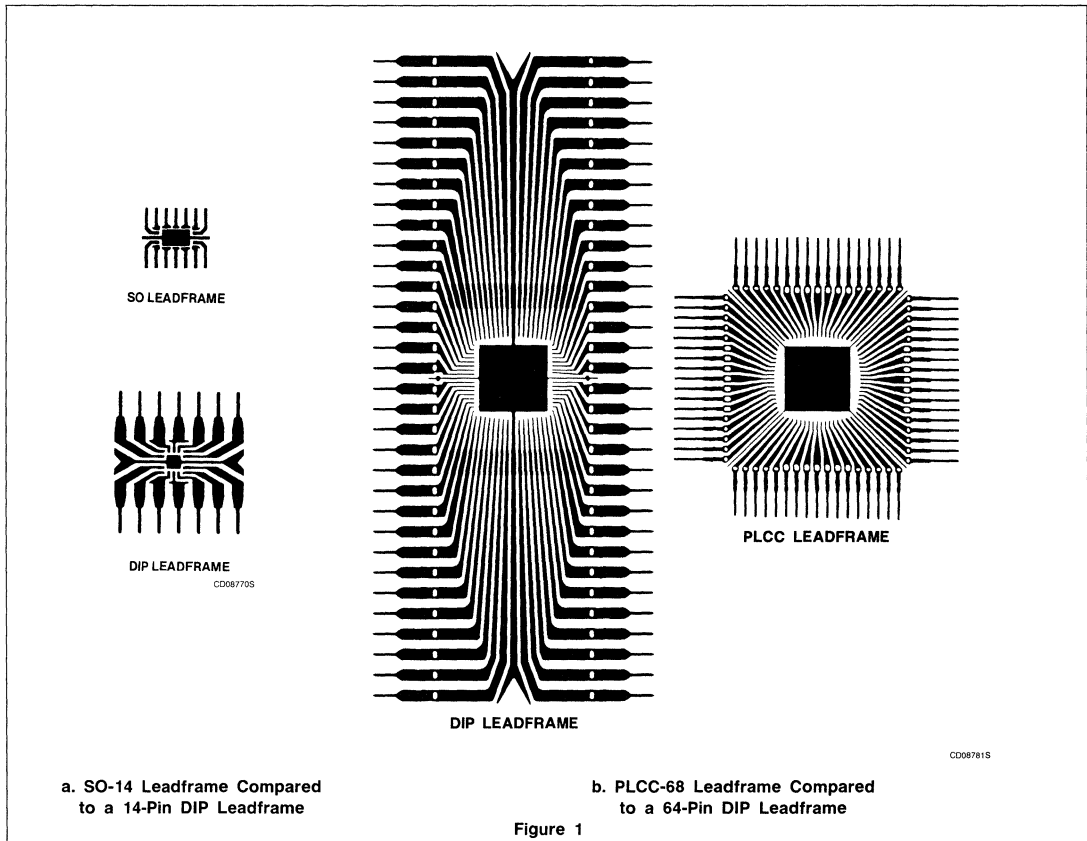 SO LEADFRAME
DIP LEADFRAME
CD08770S
DIP LEADFRAME
PLCC LEADFRAME
CD08781S
a. SO-14 Leadframe Compared
to a 14-Pin DIP Leadframe
b. PLCC-68 Leadframe Compared
to a 64-Pin DIP Leadframe
Figure 1